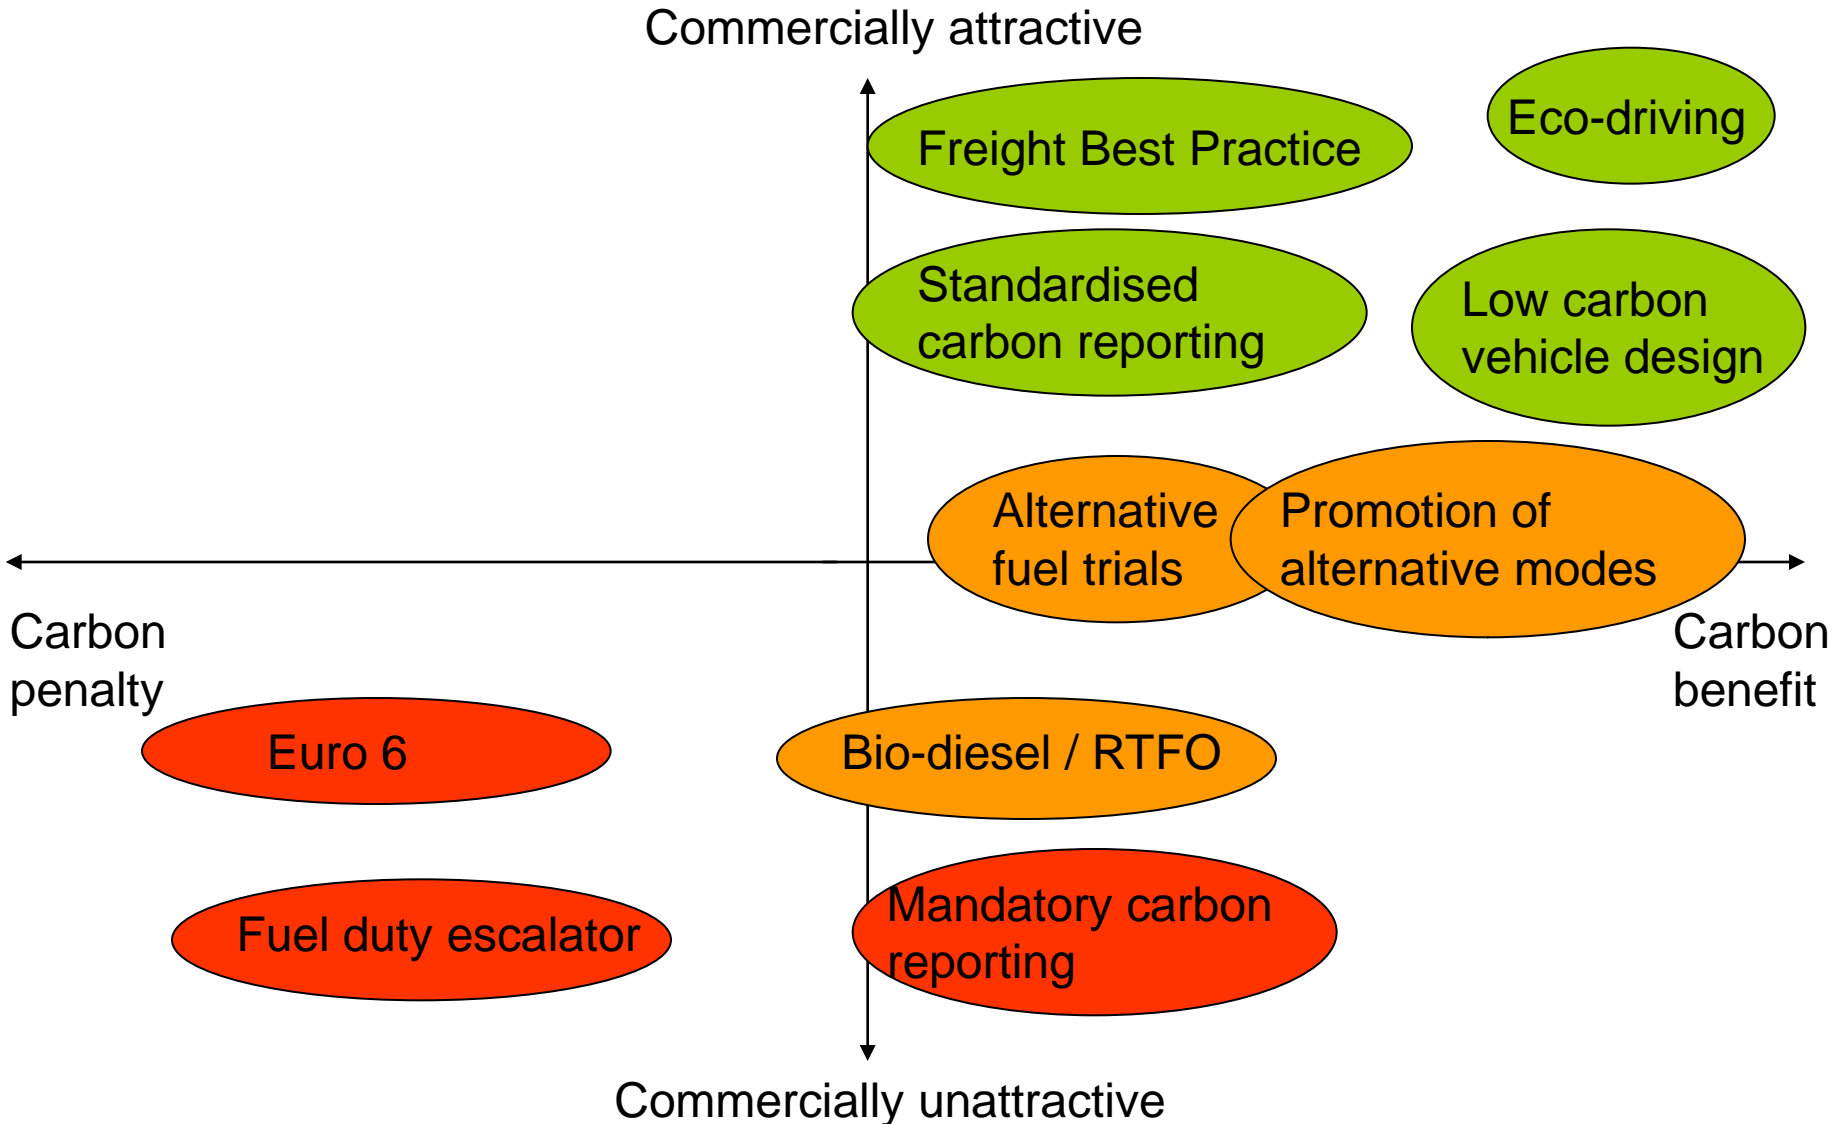 Commercially attractive
Eco-driving
Freight Best Practice
Standardised
carbon reporting
Low carbon
vehicle design
Alternative
fuel trials
Promotion of
alternative modes
Carbon
penalty
Carbon
benefit
Euro 6
Bio-diesel / RTFO
Fuel duty escalator
Mandatory carbon
reporting
Commercially unattractive